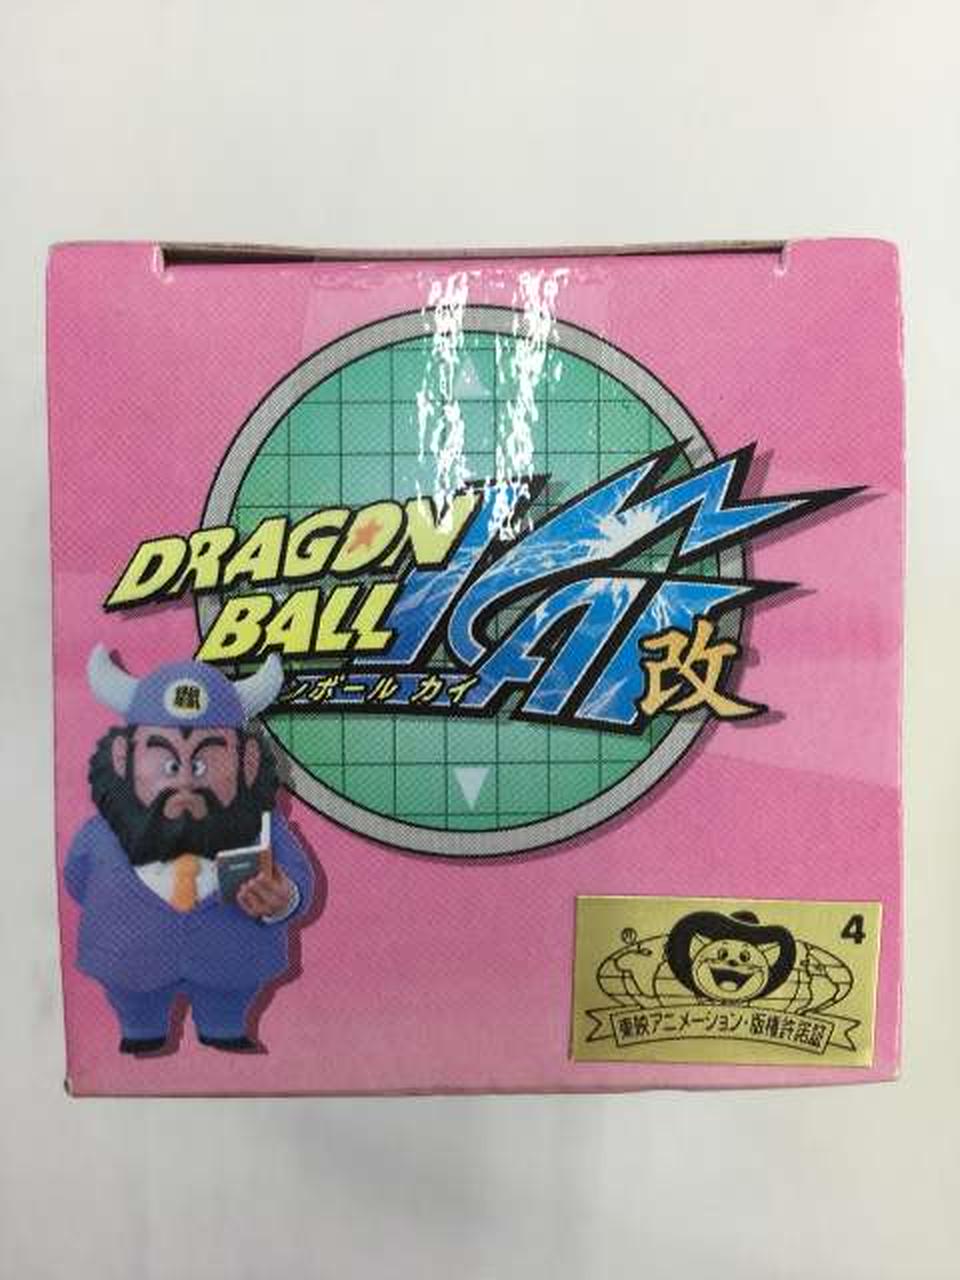 DRAGON
BALL
KAI
改
ンボール カイ
4
®
東映アニメーション・版権許諾証